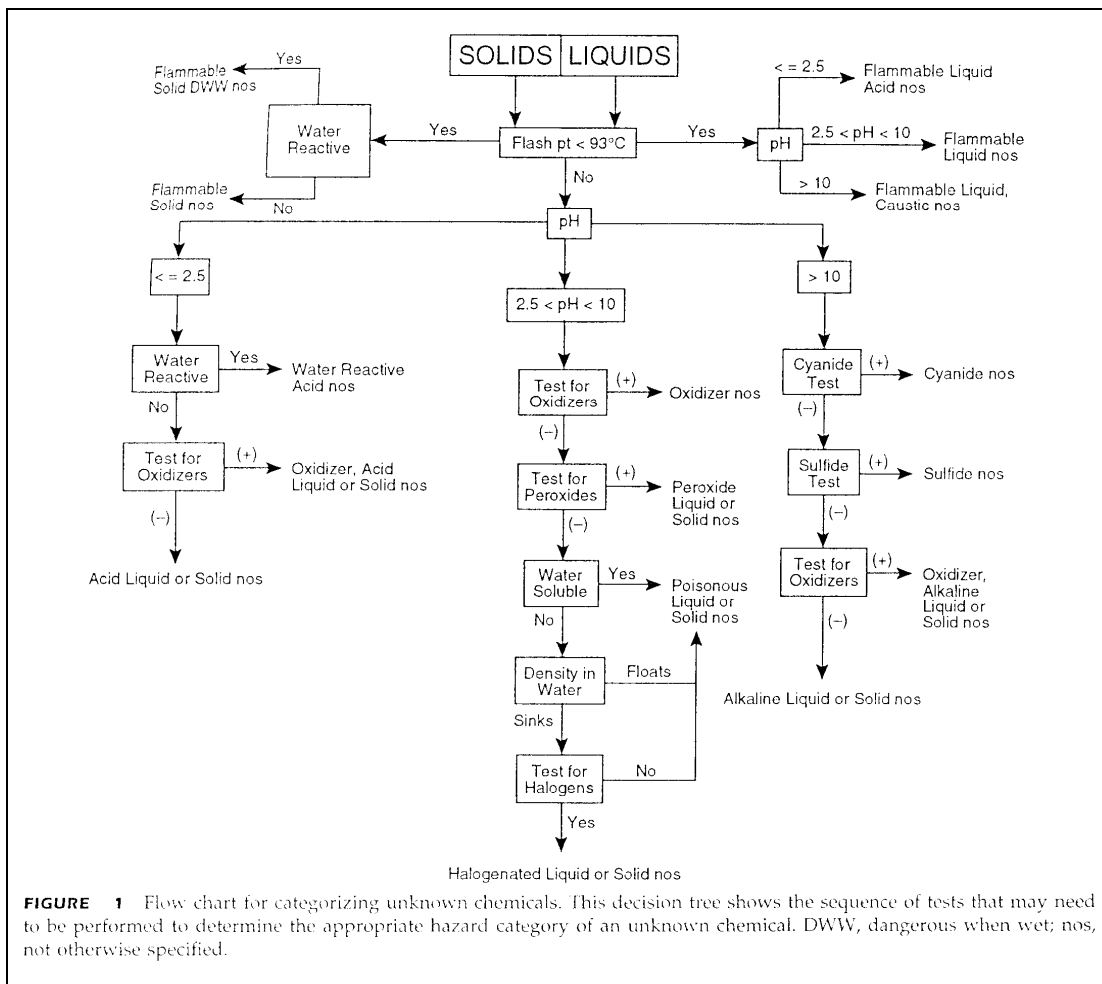 SOLIDS LIQUIDS
Flammable
Solid DWW nos
Yes
Water
Reactive
Yes
Flash pt < 93°C
Yes
pH
< = 2.5
Flammable Liquid
Acid nos
2.5 < pH < 10
Flammable
Liquid nos
> 10
Flammable Liquid,
Caustic nos
Flammable
Solid nos
No
No
pH
< = 2.5
2.5 < pH < 10
> 10
Water
Reactive
Yes
Water Reactive
Acid nos
No
Test for
Oxidizers
(+)
Oxidizer, Acid
Liquid or Solid nos
(–)
Acid Liquid or Solid nos
Test for
Oxidizers
(+)
Oxidizer nos
(–)
Test for
Peroxides
(+)
Peroxide
Liquid or
Solid nos
(–)
Water
Soluble
Yes
Poisonous
Liquid or
Solid nos
No
Density in
Water
Floats
Sinks
Test for
Halogens
No
Yes
Halogenated Liquid or Solid nos
Cyanide
Test
(+)
Cyanide nos
(–)
Sulfide
Test
(+)
Sulfide nos
(–)
Test for
Oxidizers
(+)
Oxidizer,
Alkaline
Liquid or
Solid nos
(–)
Alkaline Liquid or Solid nos
FIGURE 1 Flow chart for categorizing unknown chemicals. This decision tree shows the sequence of tests that may need
to be performed to determine the appropriate hazard category of an unknown chemical. DWW, dangerous when wet; nos,
not otherwise specified.